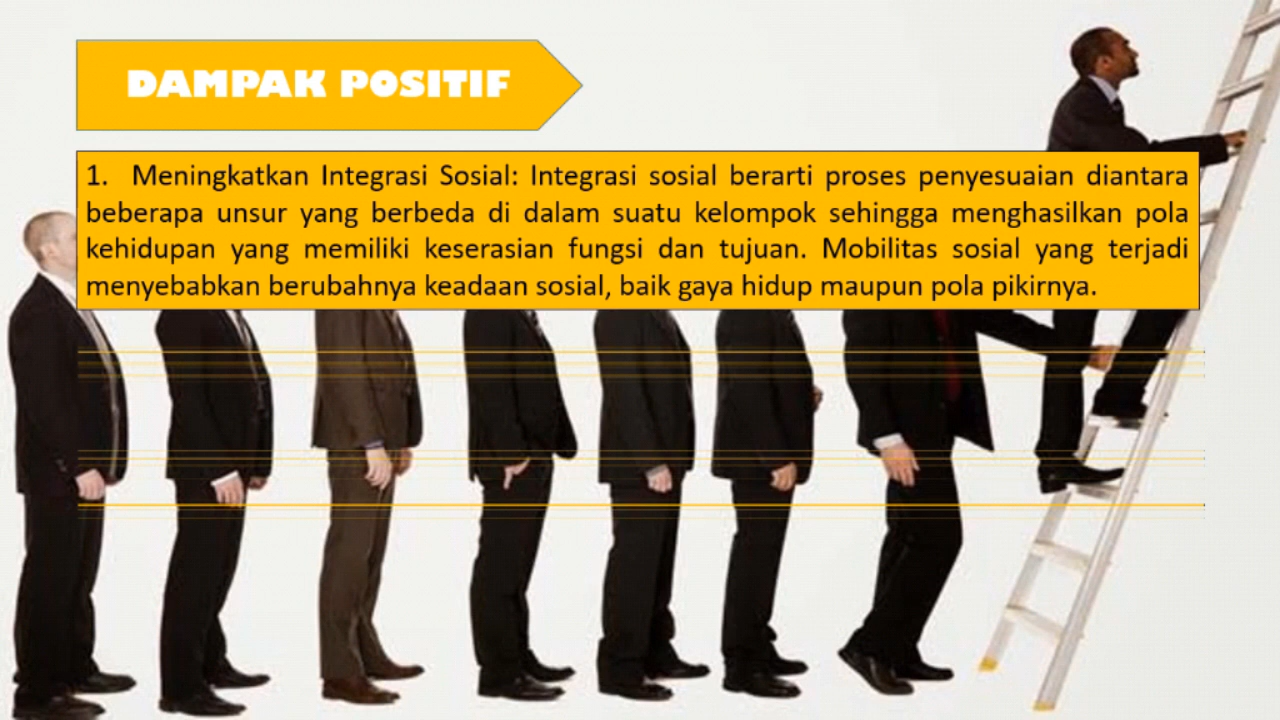 DAMPAK POSITIF
1. Meningkatkan Integrasi Sosial: Integrasi sosial berarti proses penyesuaian diantara
beberapa unsur yang berbeda di dalam suatu kelompok sehingga menghasilkan pola
kehidupan yang memiliki keserasian fungsi dan tujuan. Mobilitas sosial yang terjadi
menyebabkan berubahnya keadaan sosial, baik gaya hidup maupun pola pikirnya.